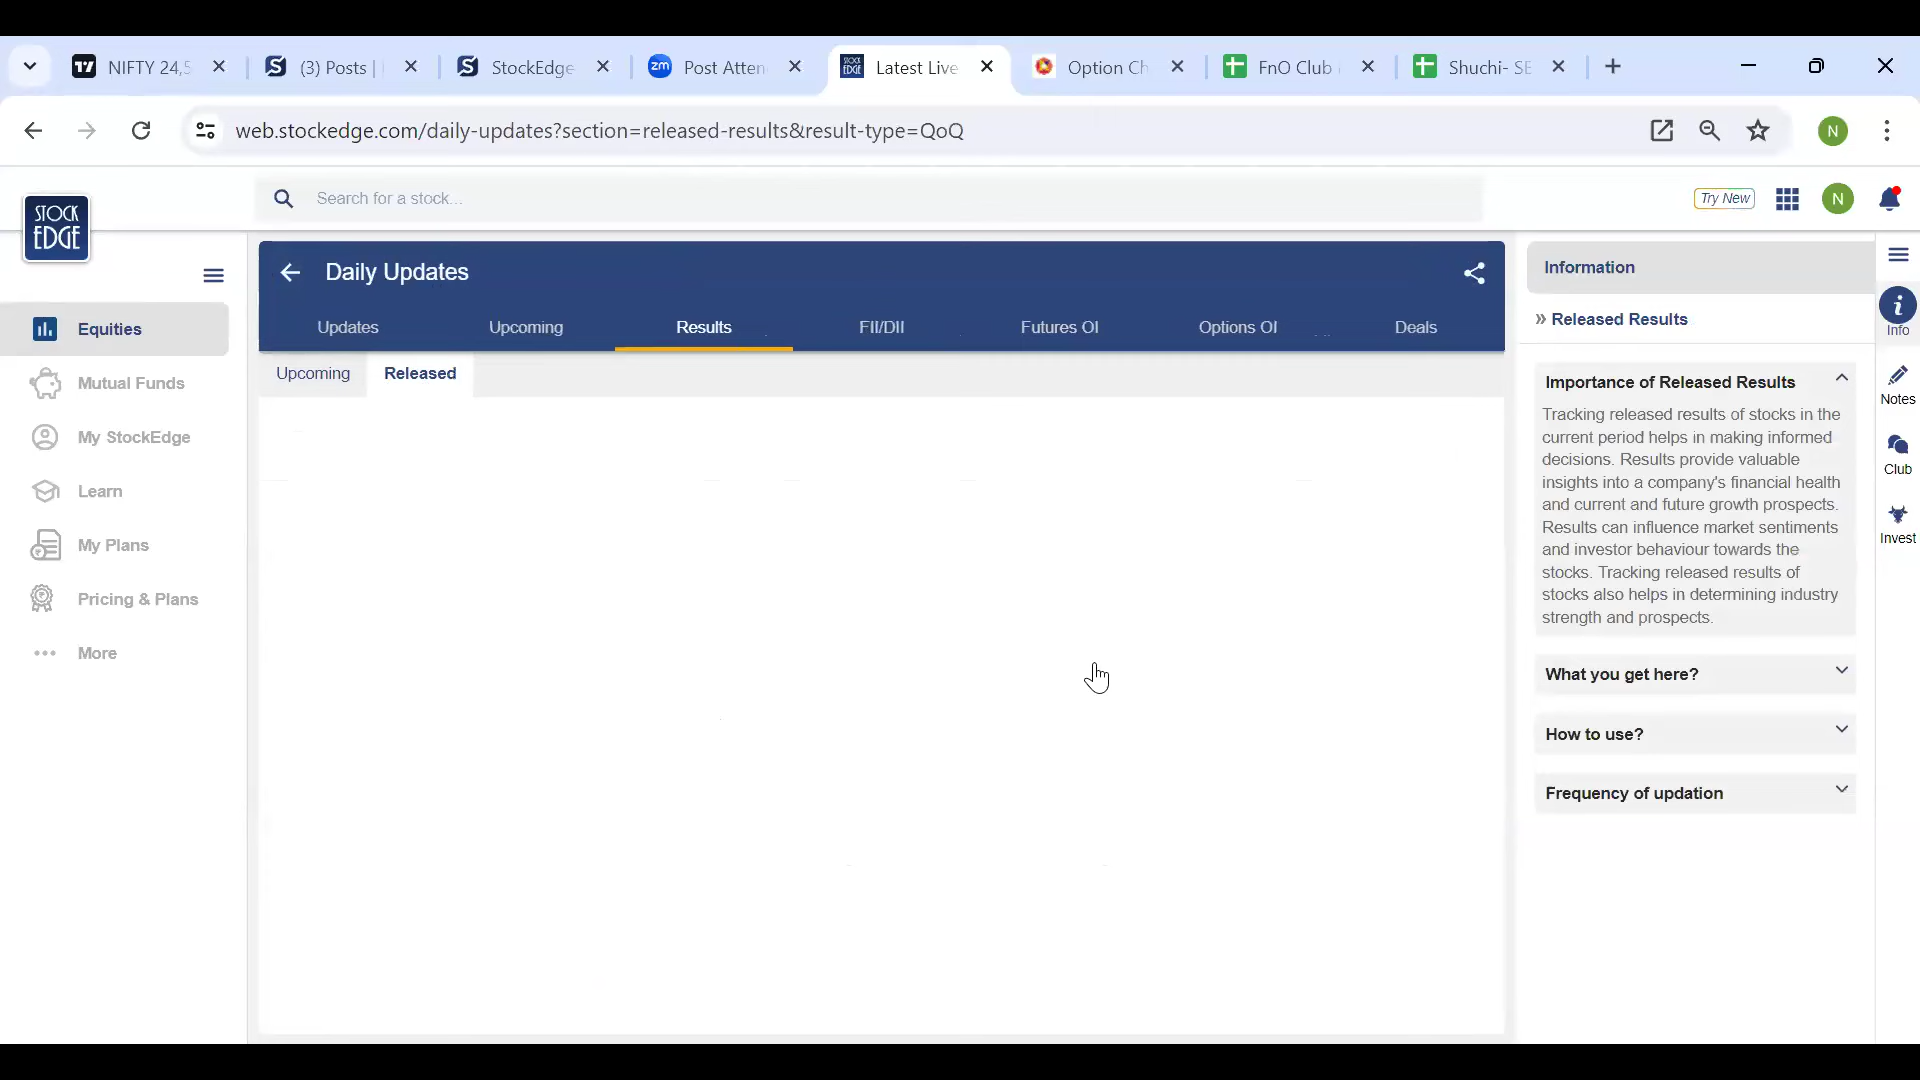 NIFTY 24,5
(3) Posts |
StockEdge
Post Atten
Latest Live
Option Ch
FnO Club
Shuchi- SE
web.stockedge.com/daily-updates?section=released-results&result-type=QoQ
N
STOCK
EDGE
Search for a stock...
Try New
N
Equities
Mutual Funds
My StockEdge
Learn
My Plans
Pricing & Plans
More
Daily Updates
Updates
Upcoming
Results
FII/DII
Futures OI
Options OI
Deals
Upcoming
Released
Information
» Released Results
Importance of Released Results
Tracking released results of stocks in the
current period helps in making informed
decisions. Results provide valuable
insights into a company's financial health
and current and future growth prospects.
Results can influence market sentiments
and investor behaviour towards the
stocks. Tracking released results of
stocks also helps in determining industry
strength and prospects.
What you get here?
How to use?
Frequency of updation
Info
Notes
Club
Invest